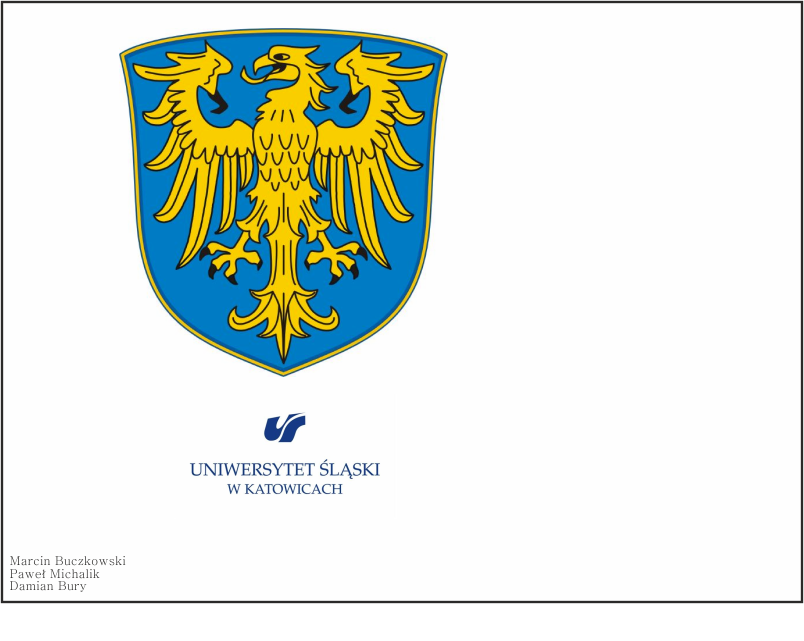 UNIWERSYTET ŚLĄSKI
W KATOWICACH
Marcin Buczkowski
Paweł Michalik
Damian Bury